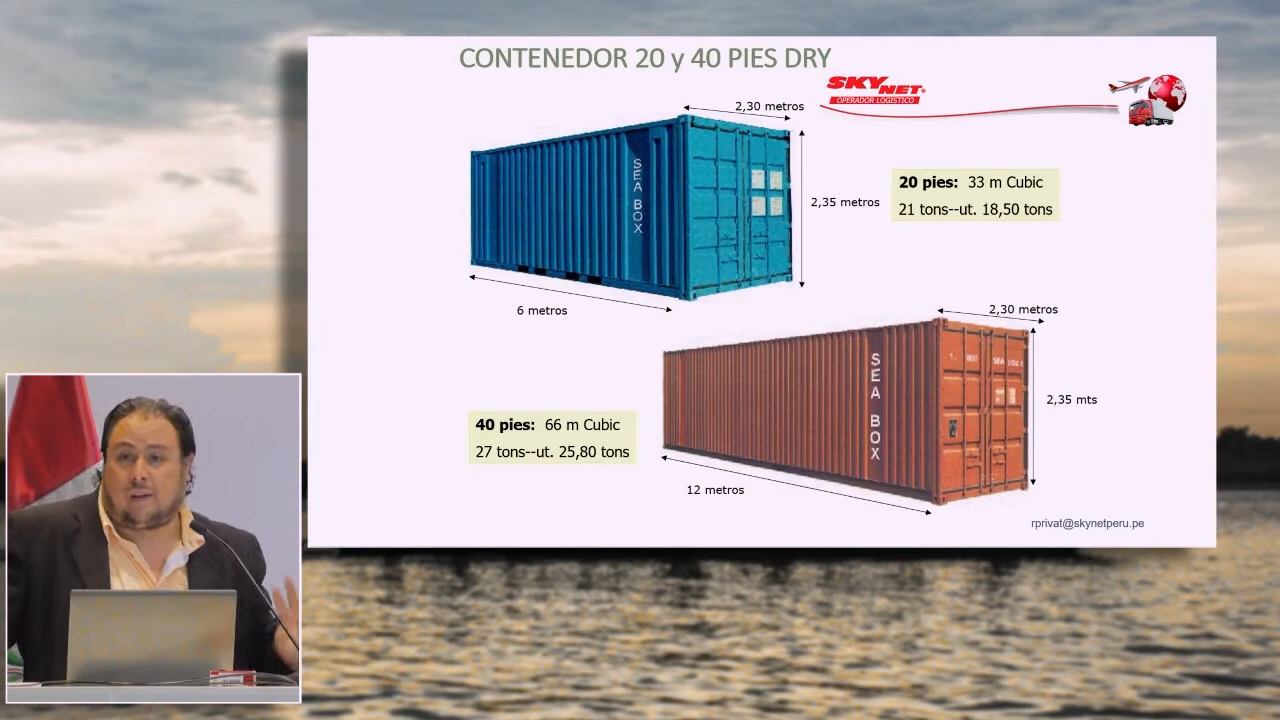 CONTENEDOR 20 y 40 PIES DRY
SKYNET®
OPERADOR LOGÍSTICO
2,30 metros
SEA BOX
2,35 metros
20 pies: 33 m Cubic
21 tons--ut. 18,50 tons
6 metros
2,30 metros
SEA BOX
2,35 mts
40 pies: 66 m Cubic
27 tons--ut. 25,80 tons
12 metros
rprivat@skynetperu.pe